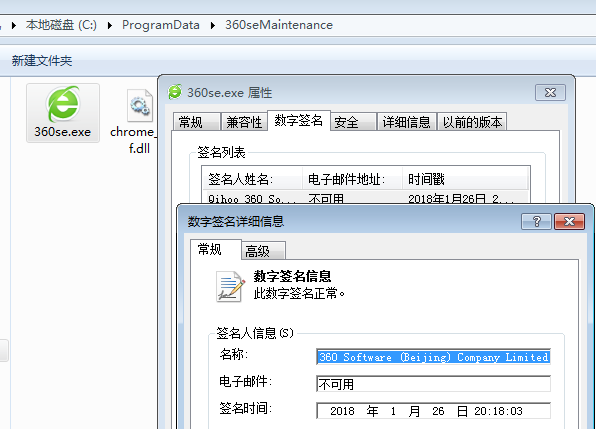 本地磁盘 (C:) ProgramData 360seMaintenance
新建文件夹
360se.exe
chrome_
f.dll
360se.exe 属性
常规 兼容性 数字签名 安全 详细信息 以前的版本
签名列表
签名人姓名: 电子邮件地址: 时间戳
Qihoo 360 So... 不可用 2018年1月26日 2...
数字签名详细信息
常规 高级
数字签名信息
此数字签名正常。
签名人信息(S)
名称: 360 Software (Beijing) Company Limited
电子邮件: 不可用
签名时间: 2018 年 1 月 26 日 20:18:03